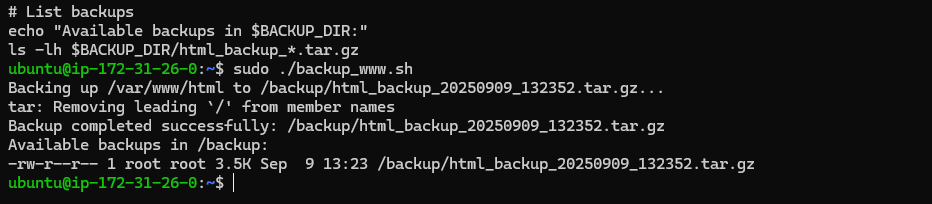 # List backups
echo "Available backups in $BACKUP_DIR:"
ls -lh $BACKUP_DIR/html_backup_*.tar.gz
ubuntu@ip-172-31-26-0:~$ sudo ./backup_www.sh
Backing up /var/www/html to /backup/html_backup_20250909_132352.tar.gz...
tar: Removing leading `/' from member names
Backup completed successfully: /backup/html_backup_20250909_132352.tar.gz
Available backups in /backup:
-rw-r--r-- 1 root root 3.5K Sep  9 13:23 /backup/html_backup_20250909_132352.tar.gz
ubuntu@ip-172-31-26-0:~$